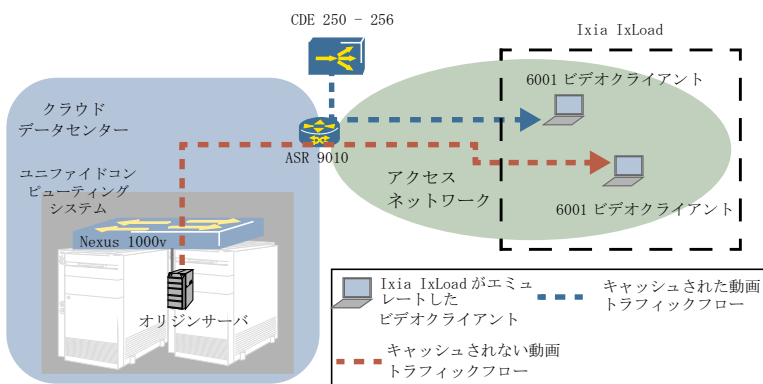 CDE 250 - 256
Ixia IxLoad
6001 ビデオクライアント
クラウド
データセンター
ASR 9010
ユニファイドコン
ピューティング
システム
アクセス
ネットワーク
6001 ビデオクライアント
Nexus 1000v
オリジンサーバ
Ixia IxLoad がエミュ
レートした
ビデオクライアント
キャッシュされた動画
トラフィックフロー
キャッシュされない動画
トラフィックフロー